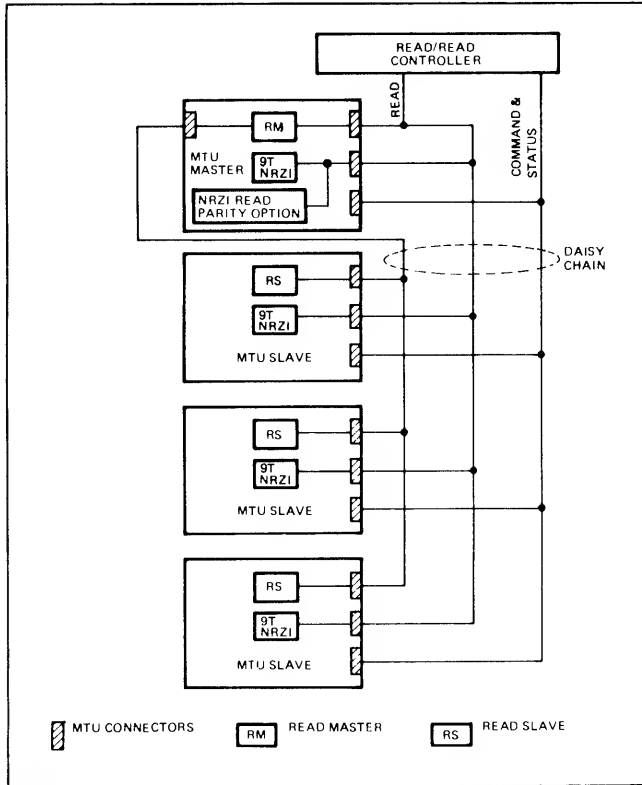 READ/READ
CONTROLLER
READ
COMMAND &
STATUS
RM
MTU
MASTER
9T
NRZI
NRZI READ
PARITY OPTION
DAISY
CHAIN
RS
9T
NRZI
MTU SLAVE
RS
9T
NRZI
MTU SLAVE
RS
9T
NRZI
MTU SLAVE
MTU CONNECTORS
RM
READ MASTER
RS
READ SLAVE